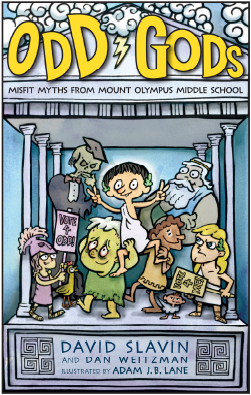 ODD GODS
MISFIT MYTHS FROM MOUNT OLYMPUS MIDDLE SCHOOL
VOTE
4
ODD!
DAVID SLAVIN
AND DAN WEITZMAN
ILLUSTRATED BY ADAM J.B. LANE